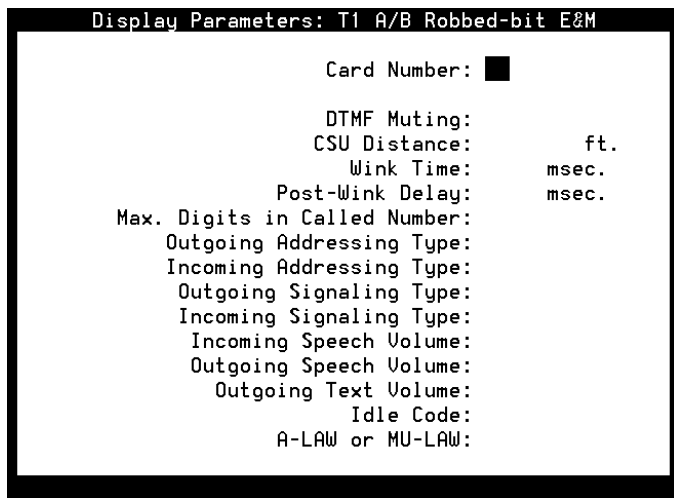 Display Parameters: T1 A/B Robbed-bit E&M
Card Number:
DTMF Muting:
CSU Distance: ft.
Wink Time: msec.
Post-Wink Delay: msec.
Max. Digits in Called Number:
Outgoing Addressing Type:
Incoming Addressing Type:
Outgoing Signaling Type:
Incoming Signaling Type:
Incoming Speech Volume:
Outgoing Speech Volume:
Outgoing Text Volume:
Idle Code:
A-LAW or MU-LAW: